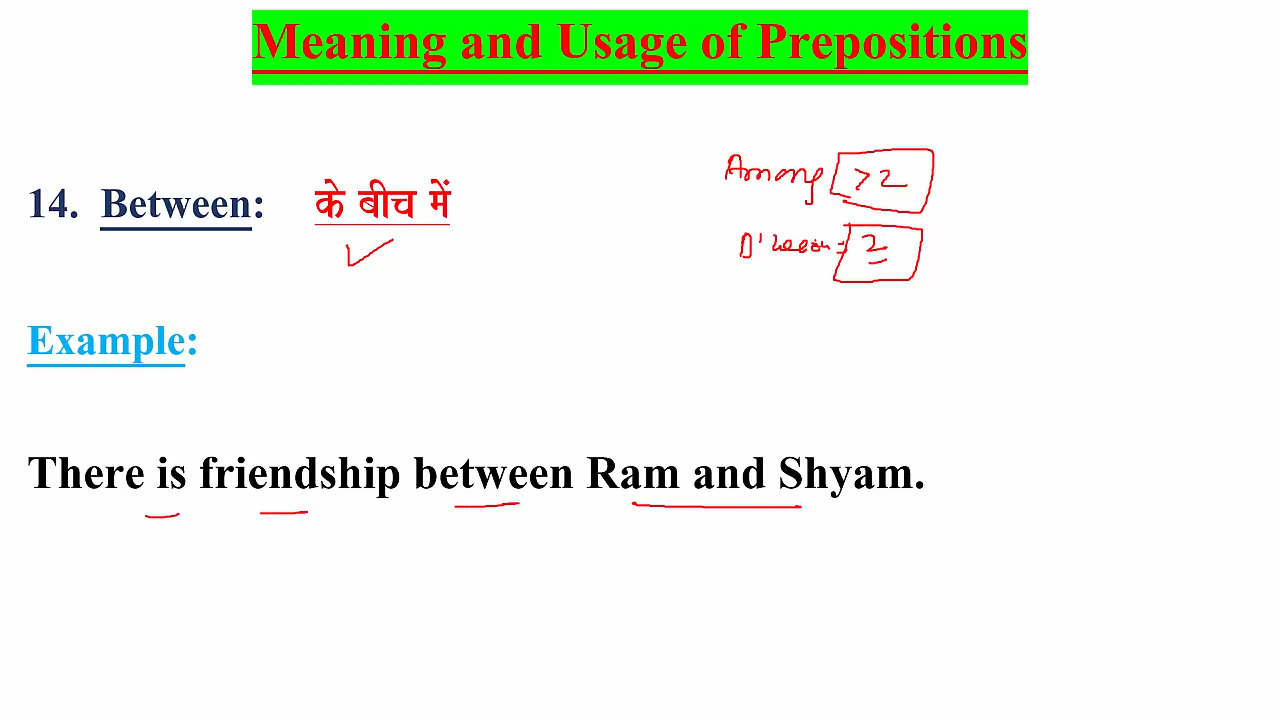 Meaning and Usage of Prepositions
14. Between: के बीच में
Among >2
= 2
Example:
There is friendship between Ram and Shyam.